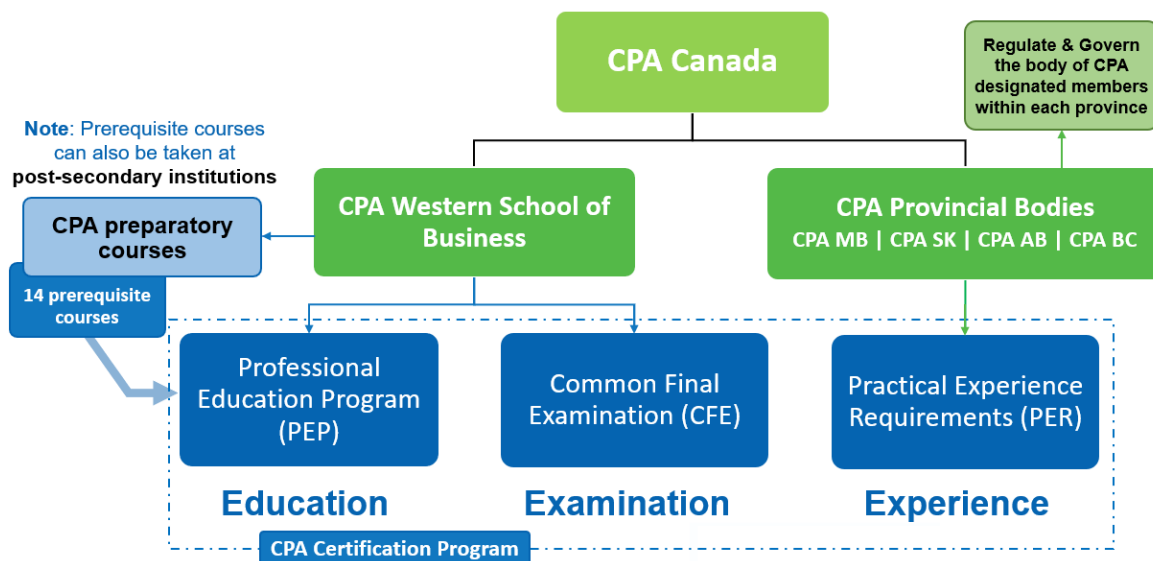 CPA Canada
Regulate & Govern
the body of CPA
designated members
within each province
Note: Prerequisite courses
can also be taken at
post-secondary institutions
CPA preparatory
courses
14 prerequisite
courses
CPA Western School of
Business
CPA Provincial Bodies
CPA MB | CPA SK | CPA AB | CPA BC
Professional
Education Program
(PEP)
Common Final
Examination (CFE)
Practical Experience
Requirements (PER)
Education
Examination
Experience
CPA Certification Program